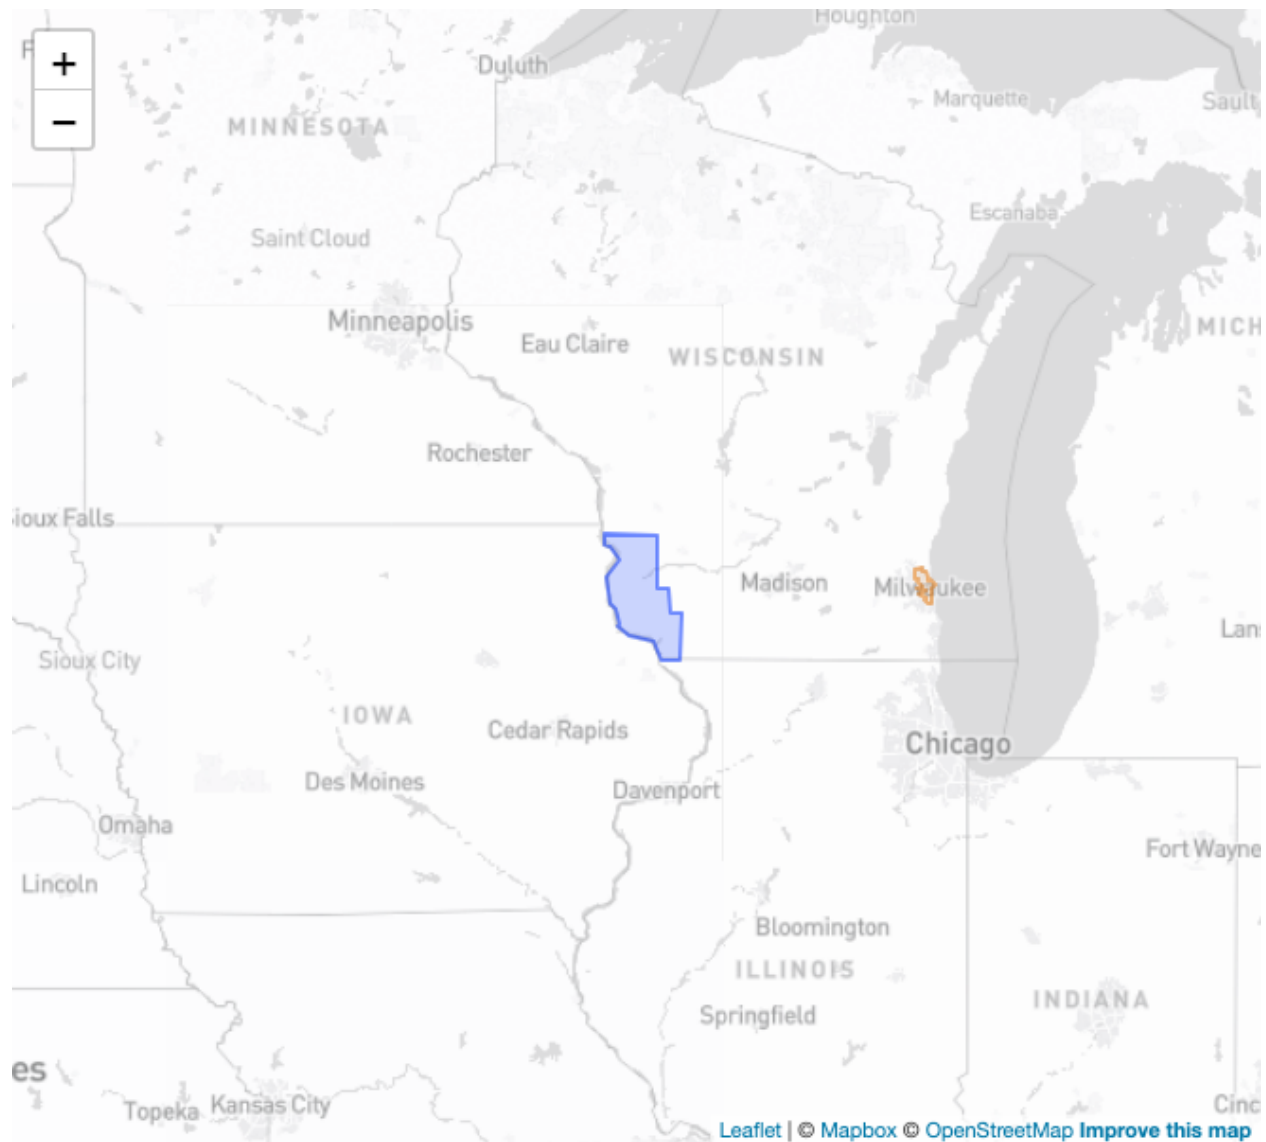 Houghton
F
+
Duluth
Marquette
Sault
−
MINNESOTA
Escanaba
Saint Cloud
Minneapolis
MICH
Eau Claire
WISCONSIN
Rochester
ioux Falls
Madison
Milwaukee
Lans
Sioux City
IOWA
Cedar Rapids
Chicago
Des Moines
Davenport
Omaha
Fort Wayne
Lincoln
Bloomington
ILLINOIS
INDIANA
Springfield
es
Topeka
Kansas City
Cinc
Leaflet | © Mapbox © OpenStreetMap Improve this map